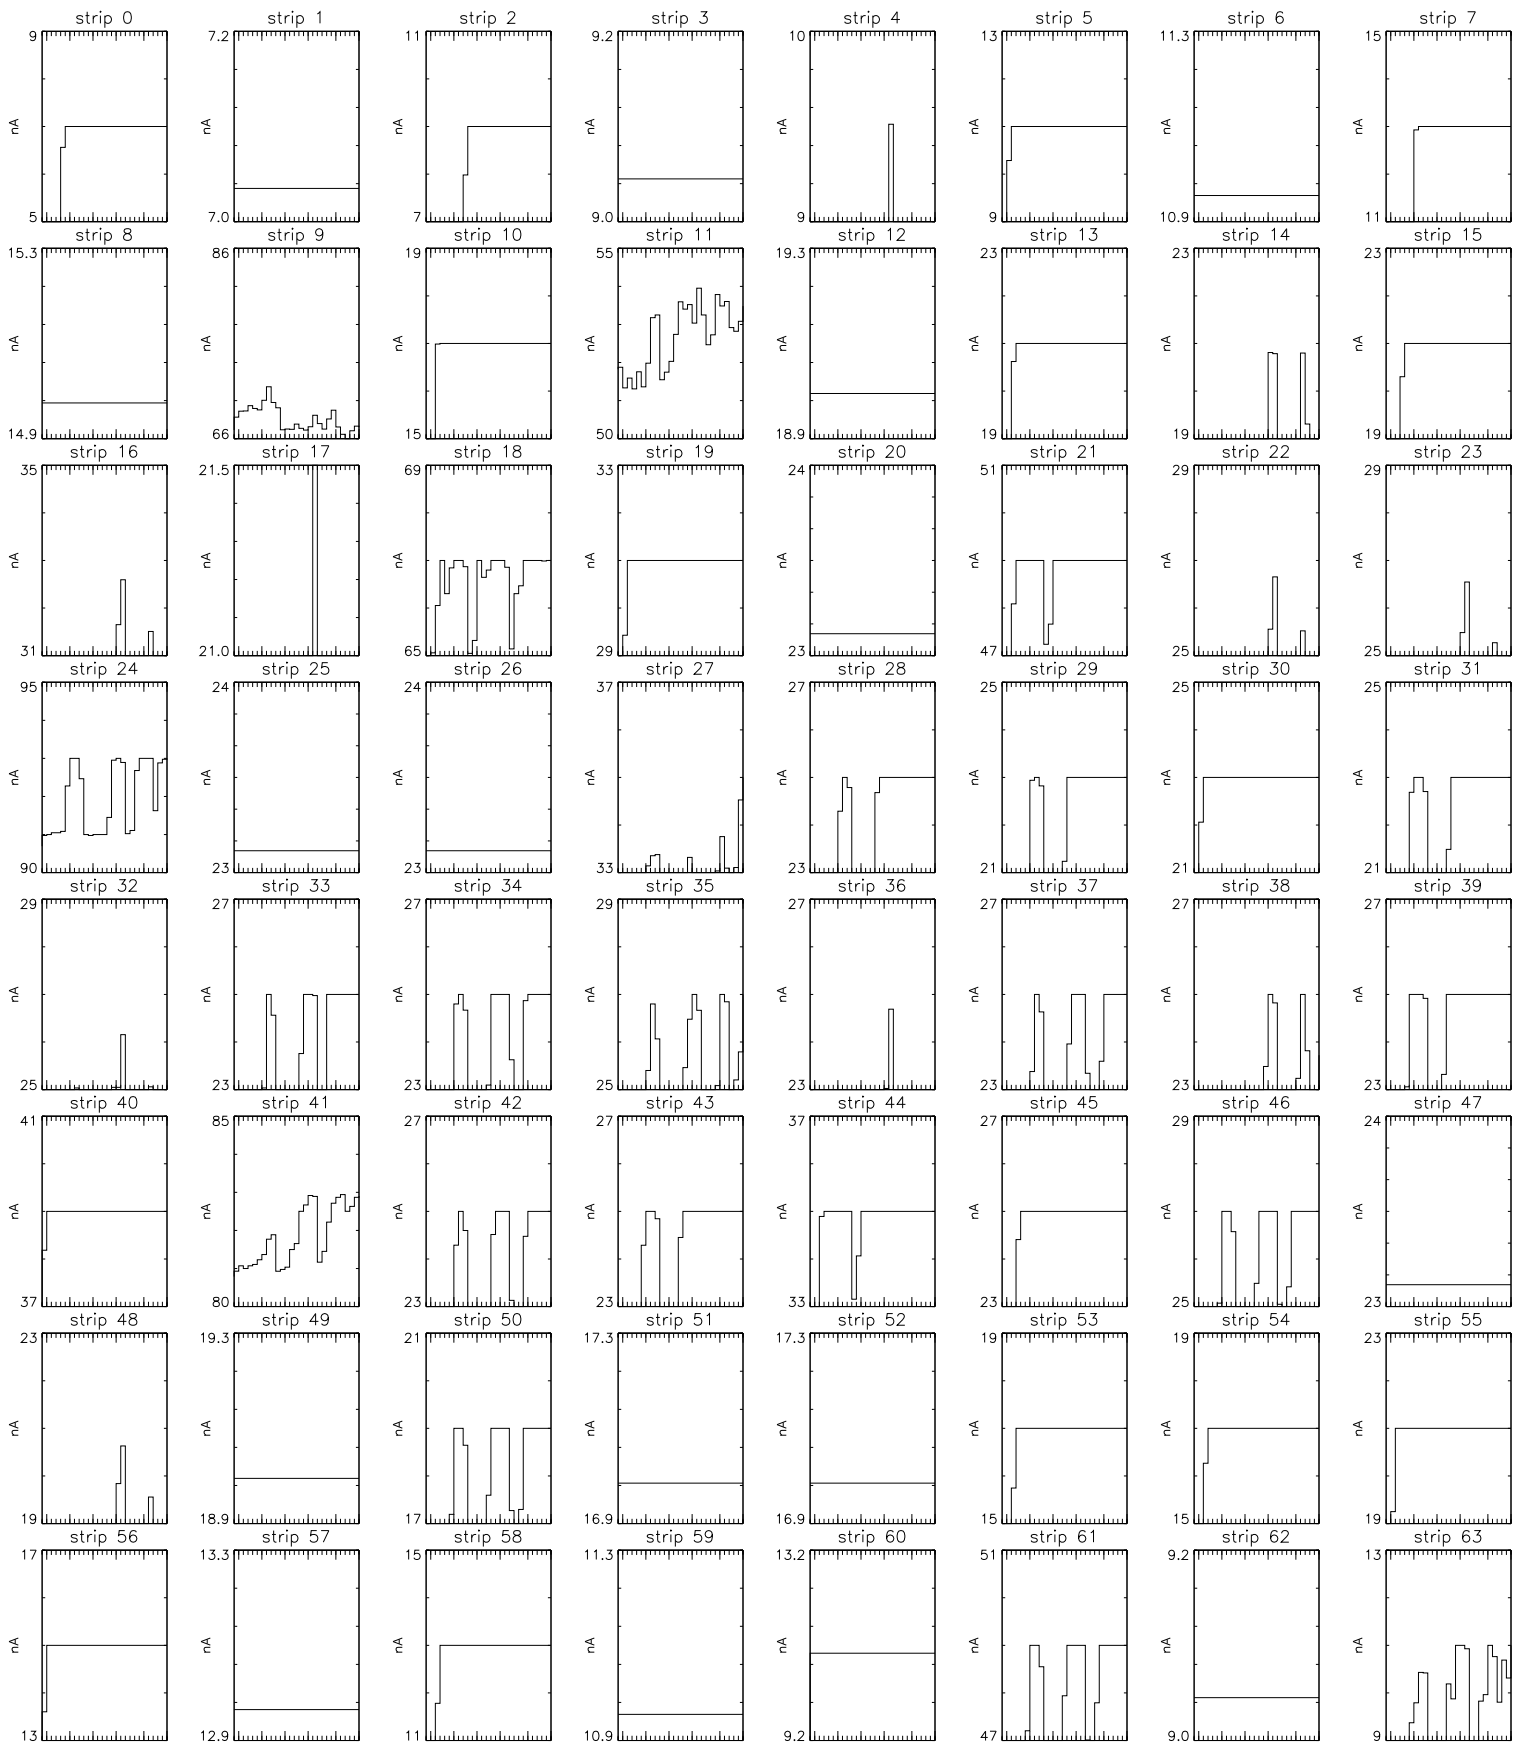 strip 0 strip 1 strip 2 strip 3 strip 4 strip 5 strip 6 strip 7
9 7.2 11 9.2 10 13 11.3 15
nA nA nA nA nA nA nA nA
5 7.0 7 9.0 9 9 10.9 11
strip 8 strip 9 strip 10 strip 11 strip 12 strip 13 strip 14 strip 15
15.3 86 19 55 19.3 23 23 23
nA nA nA nA nA nA nA nA
14.9 66 15 50 18.9 19 19 19
strip 16 strip 17 strip 18 strip 19 strip 20 strip 21 strip 22 strip 23
35 21.5 69 33 24 51 29 29
nA nA nA nA nA nA nA nA
31 21.0 65 29 23 47 25 25
strip 24 strip 25 strip 26 strip 27 strip 28 strip 29 strip 30 strip 31
95 24 24 37 27 25 25 25
nA nA nA nA nA nA nA nA
90 23 23 33 23 21 21 21
strip 32 strip 33 strip 34 strip 35 strip 36 strip 37 strip 38 strip 39
29 27 27 29 27 27 27 27
nA nA nA nA nA nA nA nA
25 23 23 25 23 23 23 23
strip 40 strip 41 strip 42 strip 43 strip 44 strip 45 strip 46 strip 47
41 85 27 27 37 27 29 24
nA nA nA nA nA nA nA nA
37 80 23 23 33 23 25 23
strip 48 strip 49 strip 50 strip 51 strip 52 strip 53 strip 54 strip 55
23 19.3 21 17.3 17.3 19 19 23
nA nA nA nA nA nA nA nA
19 18.9 17 16.9 16.9 15 15 19
strip 56 strip 57 strip 58 strip 59 strip 60 strip 61 strip 62 strip 63
17 13.3 15 11.3 13.2 51 9.2 13
nA nA nA nA nA nA nA nA
13 12.9 11 10.9 9.2 47 9.0 9